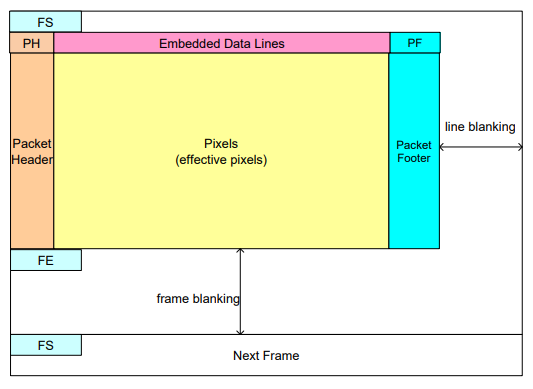 FS
PH
Embedded Data Lines
PF
Packet
Header
Pixels
(effective pixels)
Packet
Footer
line blanking
FE
frame blanking
FS
Next Frame